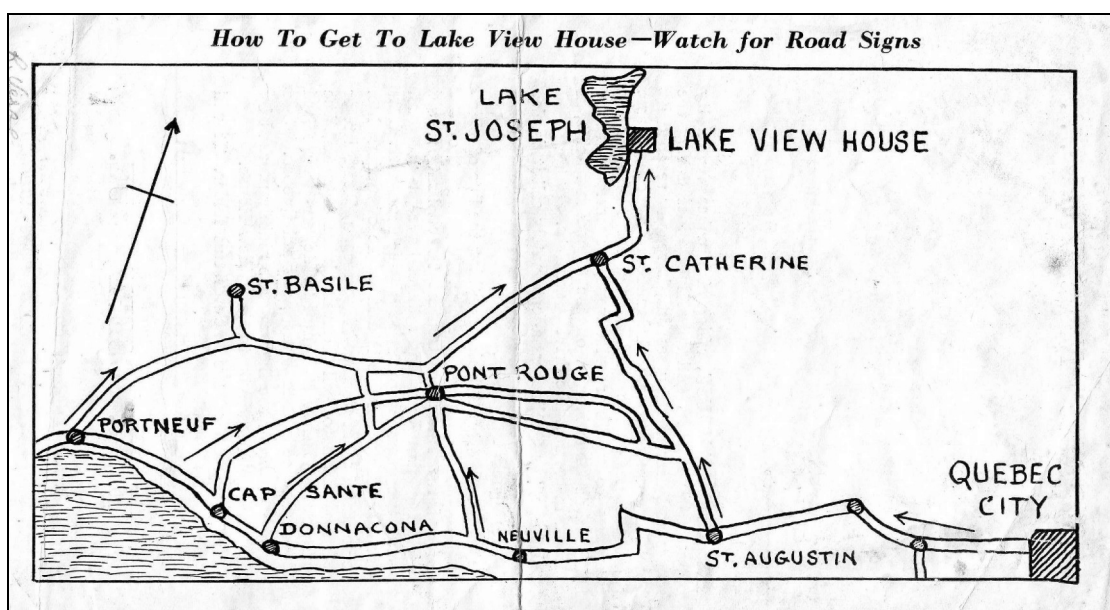 How To Get To Lake View House—Watch for Road Signs
LAKE
ST. JOSEPH
LAKE VIEW HOUSE
ST. CATHERINE
ST. BASILE
PONT ROUGE
PORTNEUF
CAP SANTE
DONNACONA
NEUVILLE
ST. AUGUSTIN
QUEBEC
CITY